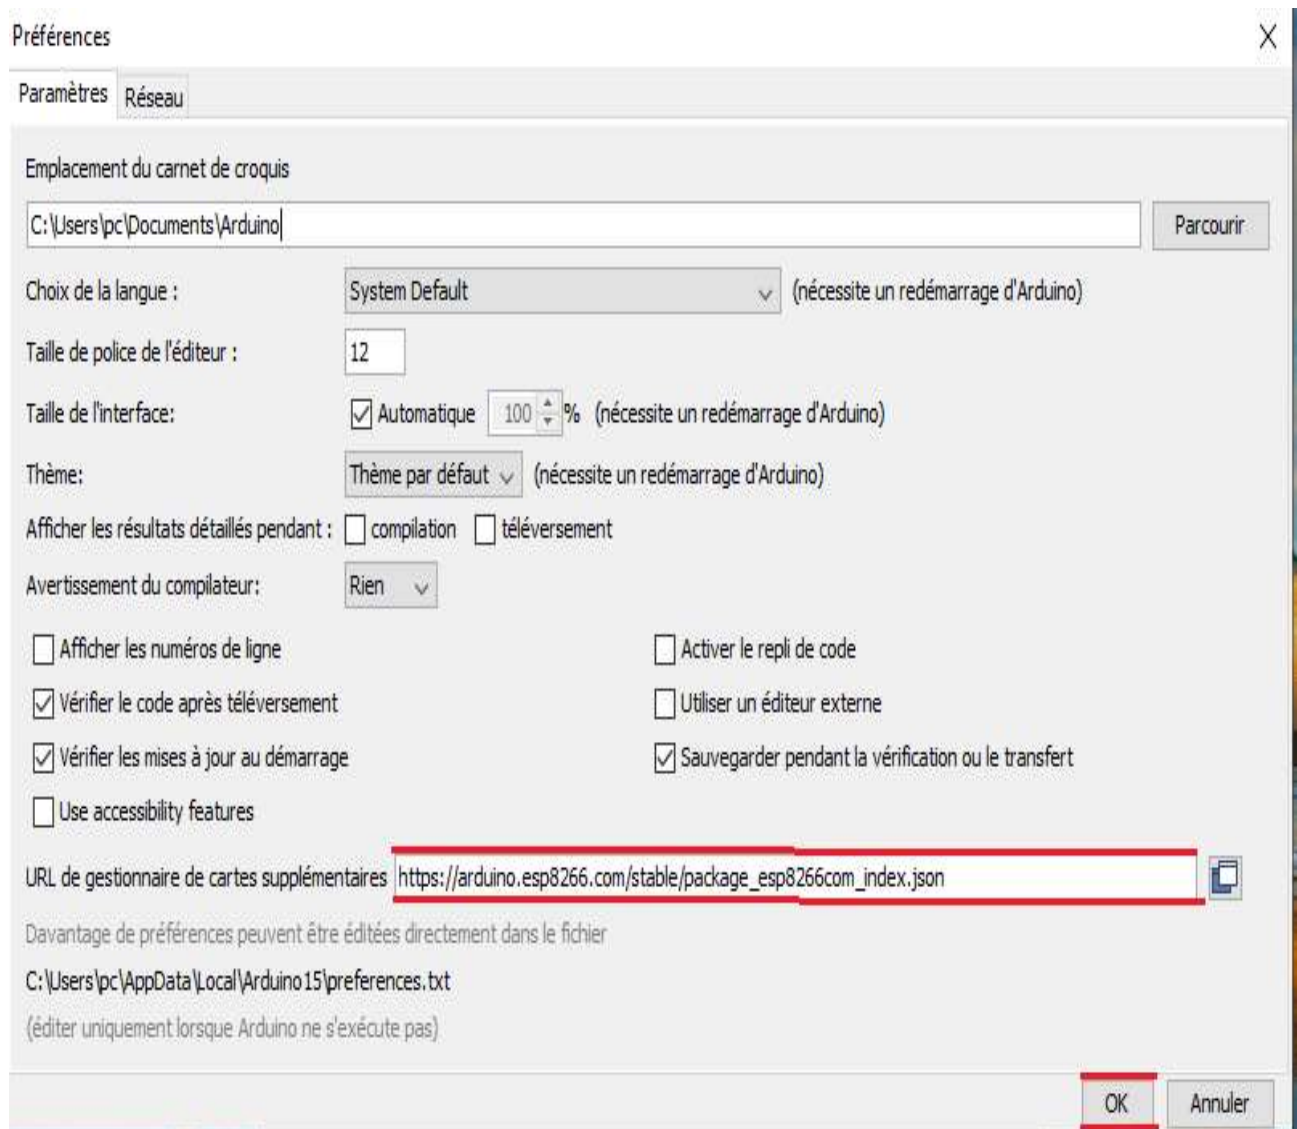 Préférences
Paramètres Réseau
Emplacement du carnet de croquis
C:\Users\pc\Documents\Arduino Parcourir
Choix de la langue : System Default (nécessite un redémarrage d'Arduino)
Taille de police de l'éditeur : 12
Taille de l'interface: Automatique 100 % (nécessite un redémarrage d'Arduino)
Thème: Thème par défaut (nécessite un redémarrage d'Arduino)
Afficher les résultats détaillés pendant : compilation téléversement
Avertissement du compilateur: Rien
Afficher les numéros de ligne Activer le repli de code
Vérifier le code après téléversement Utiliser un éditeur externe
Vérifier les mises à jour au démarrage Sauvegarder pendant la vérification ou le transfert
Use accessibility features
URL de gestionnaire de cartes supplémentaires https://arduino.esp8266.com/stable/package_esp8266com_index.json
Davantage de préférences peuvent être éditées directement dans le fichier
C:\Users\pc\AppData\Local\Arduino15\preferences.txt
(éditer uniquement lorsque Arduino ne s'exécute pas)
OK Annuler